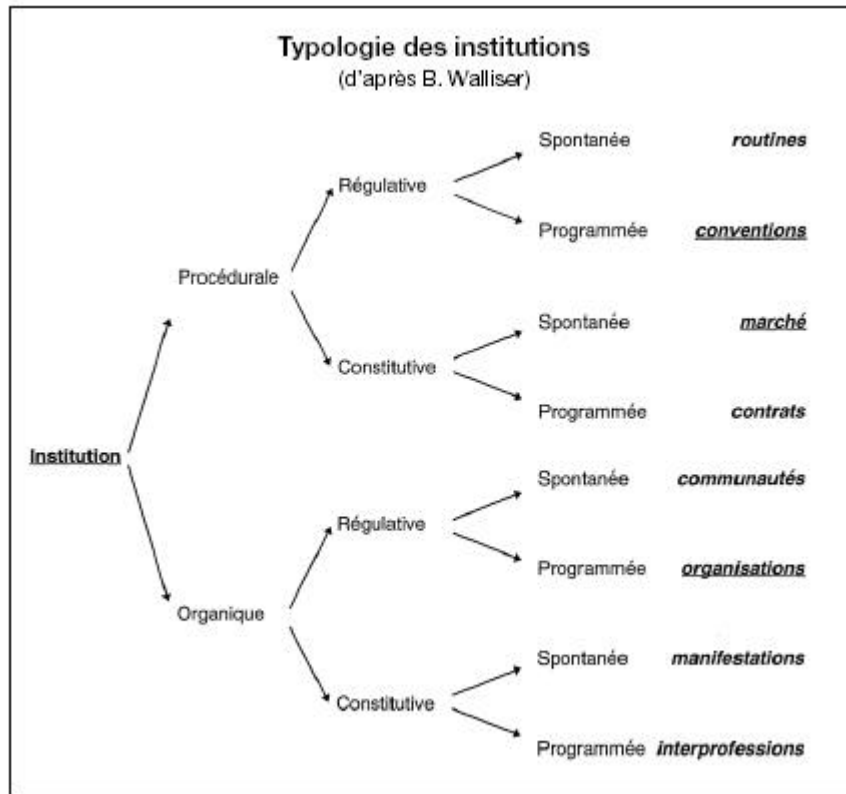 Typologie des institutions
(d'après B. Walliser)
Spontanée routines
Régulative
Programmée conventions
Procédurale
Spontanée marché
Constitutive
Programmée contrats
Institution
Spontanée communautés
Régulative
Programmée organisations
Organique
Spontanée manifestations
Constitutive
Programmée interprofessions